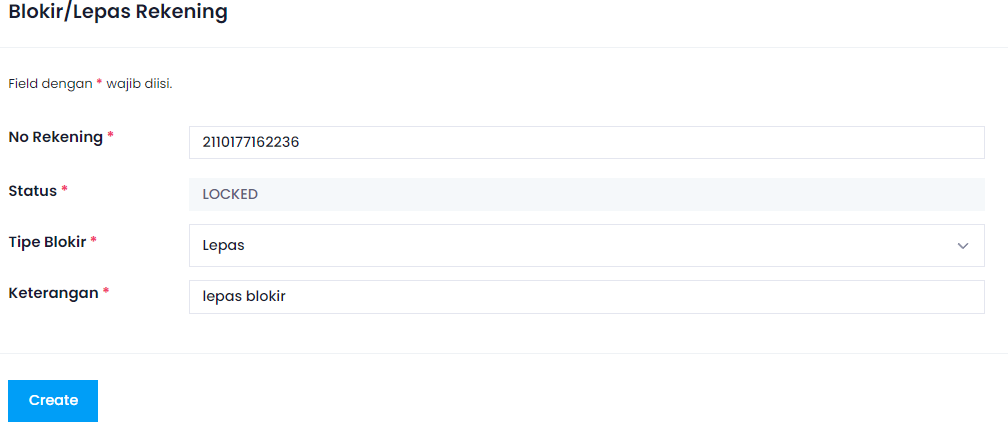 Blokir/Lepas Rekening
Field dengan * wajib diisi.
No Rekening *
2110177162236
Status *
LOCKED
Tipe Blokir *
Lepas
Keterangan *
lepas blokir
Create